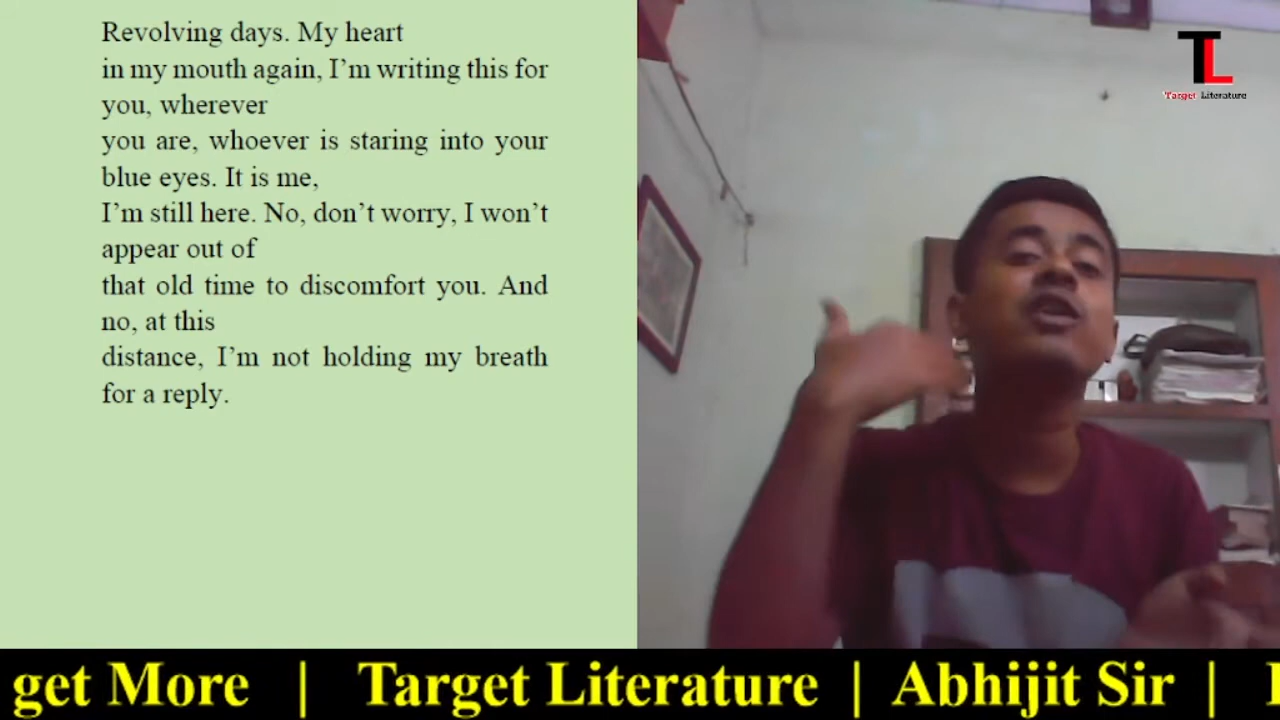 Revolving days. My heart
in my mouth again, I’m writing this for
you, wherever
you are, whoever is staring into your
blue eyes. It is me,
I’m still here. No, don’t worry, I won’t
appear out of
that old time to discomfort you. And
no, at this
distance, I’m not holding my breath
for a reply.
TL
Target Literature
get More | Target Literature | Abhijit Sir |